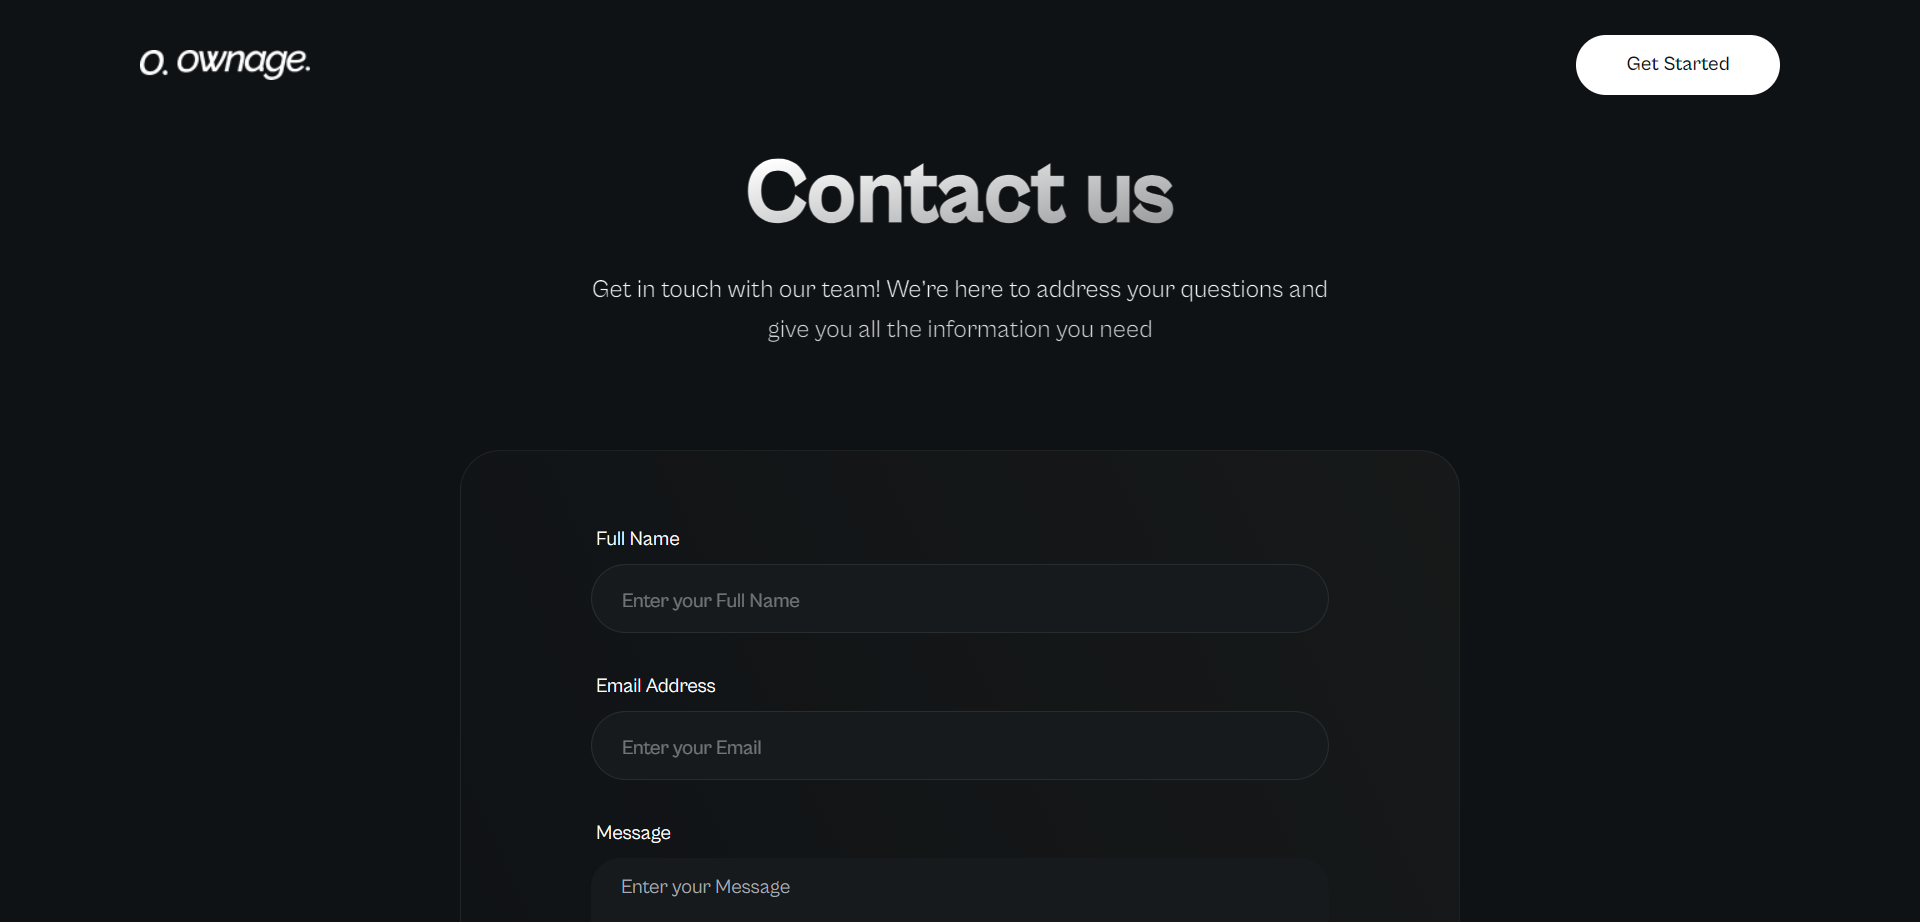 O. ownage.
Get Started
Contact us
Get in touch with our team! We're here to address your questions and
give you all the information you need
Full Name
Enter your Full Name
Email Address
Enter your Email
Message
Enter your Message